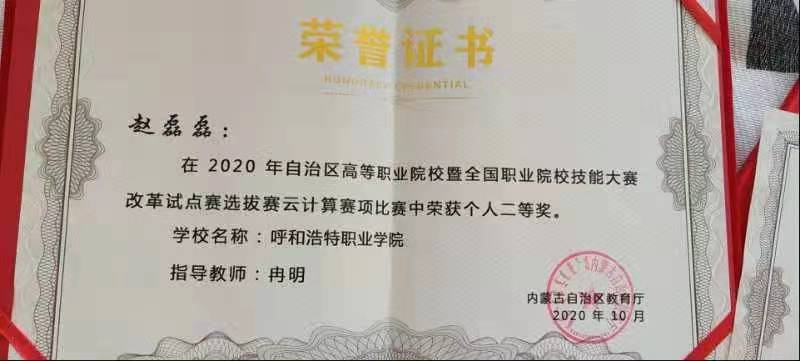 荣誉证书
HONORARY CREDENTIAL
赵磊磊：
在 2020 年自治区高等职业院校暨全国职业院校技能大赛
改革试点赛选拔赛云计算赛项比赛中荣获个人二等奖。
学校名称：呼和浩特职业学院
指导教师：冉明
内蒙古自治区教育厅
2020 年 10 月